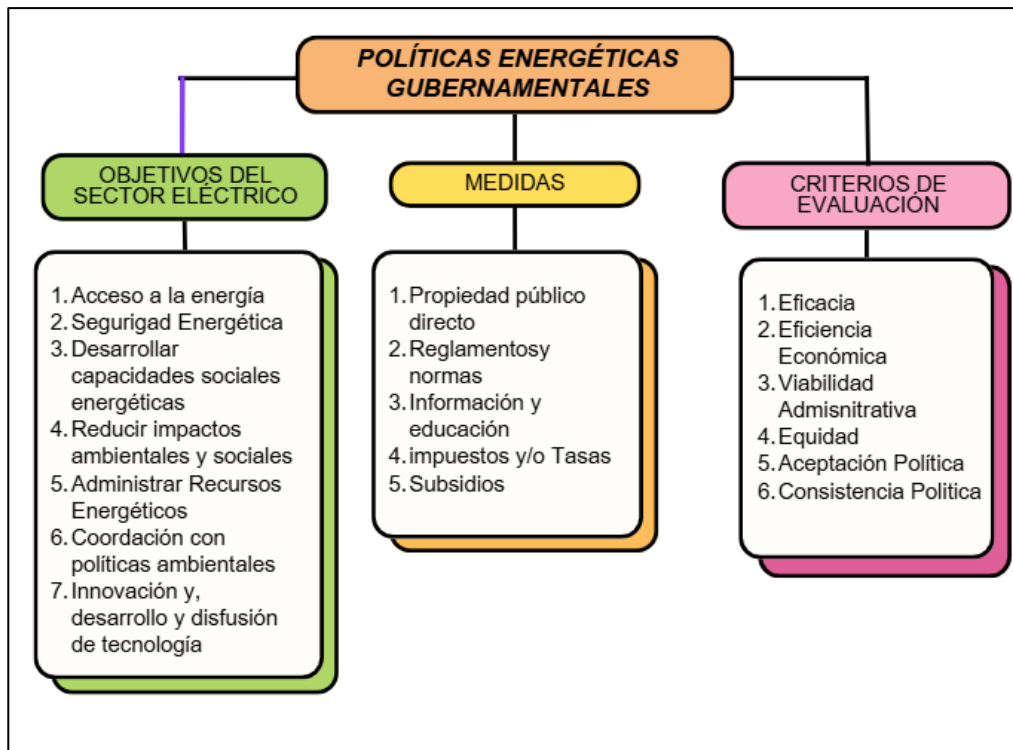 POLÍTICAS ENERGÉTICAS
GUBERNAMENTALES
OBJETIVOS DEL
SECTOR ELÉCTRICO
1. Acceso a la energía
2. Segurigad Energética
3. Desarrollar
capacidades sociales
energéticas
4. Reducir impactos
ambientales y sociales
5. Administrar Recursos
Energéticos
6. Coordación con
políticas ambientales
7. Innovación y,
desarrollo y disfusión
de tecnología
MEDIDAS
1. Propiedad público
directo
2. Reglamentosy
normas
3. Información y
educación
4. impuestos y/o Tasas
5. Subsidios
CRITERIOS DE
EVALUACIÓN
1. Eficacia
2. Eficiencia
Económica
3. Viabilidad
Admisnitrativa
4. Equidad
5. Aceptación Política
6. Consistencia Politica